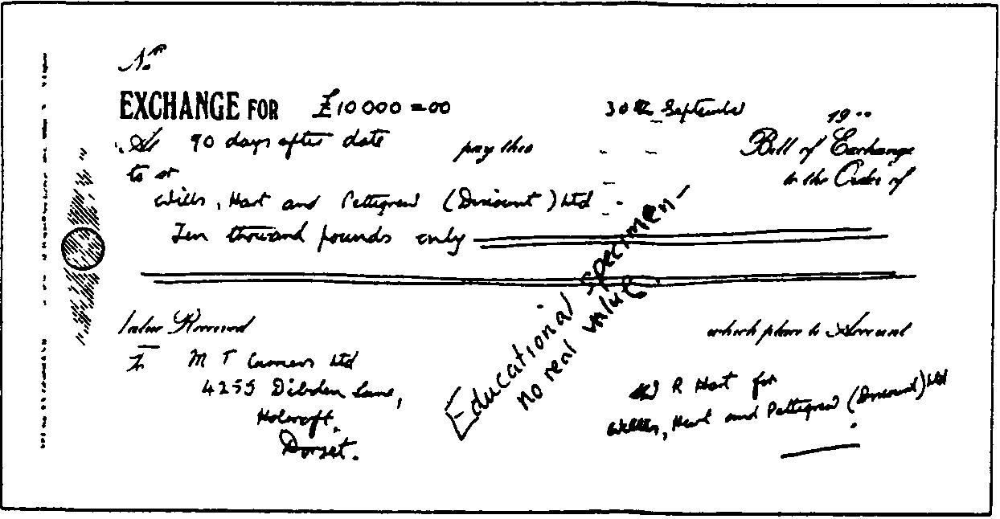 No.
EXCHANGE FOR £10 000=00 30th September 19..
At 90 days after date pay this Bill of Exchange
to or to the Order of
Wills, Hart and Pettigrew (Discount) Ltd
Ten thousand pounds only
Value Received which place to Account
To M T Ltd
4255 Dibden Lane,
Holcroft,
Dorset.
W R Hart for
Wills, Hart and Pettigrew (Discount) Ltd
Educational specimen
no real value